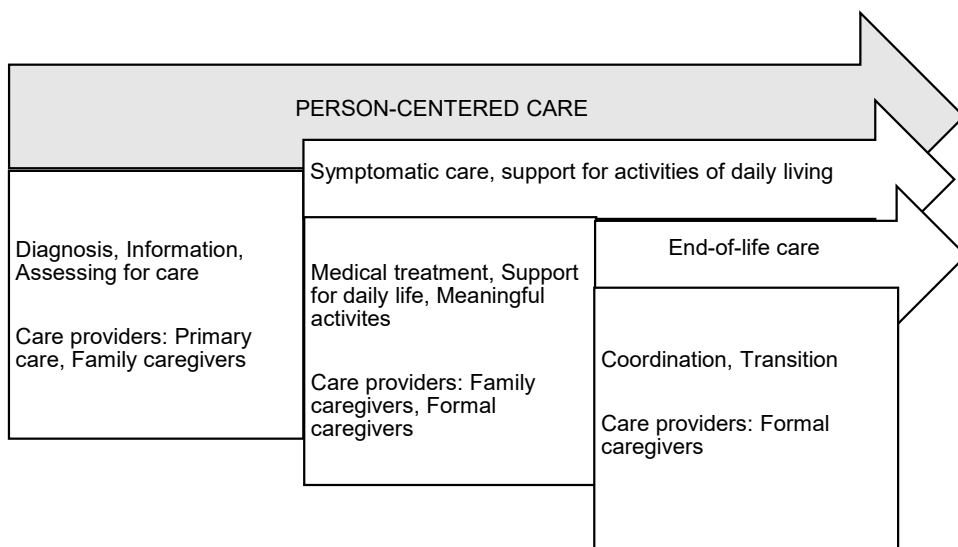 PERSON-CENTERED CARE
Symptomatic care, support for activities of daily living
Diagnosis, Information,
Assessing for care
Care providers: Primary
care, Family caregivers
Medical treatment, Support
for daily life, Meaningful
activites
Care providers: Family
caregivers, Formal
caregivers
End-of-life care
Coordination, Transition
Care providers: Formal
caregivers